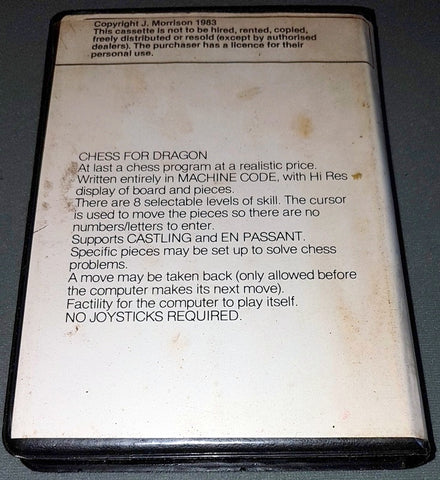 Copyright J. Morrison 1983
This cassette is not to be hired, rented, copied,
freely distributed or resold (except by authorised
dealers). The purchaser has a licence for their
personal use.
CHESS FOR DRAGON
At last a chess program at a realistic price.
Written entirely in MACHINE CODE, with Hi Res
display of board and pieces.
There are 8 selectable levels of skill. The cursor
is used to move the pieces so there are no
numbers/letters to enter.
Supports CASTLING and EN PASSANT.
Specific pieces may be set up to solve chess
problems.
A move may be taken back (only allowed before
the computer makes its next move).
Factility for the computer to play itself.
NO JOYSTICKS REQUIRED.